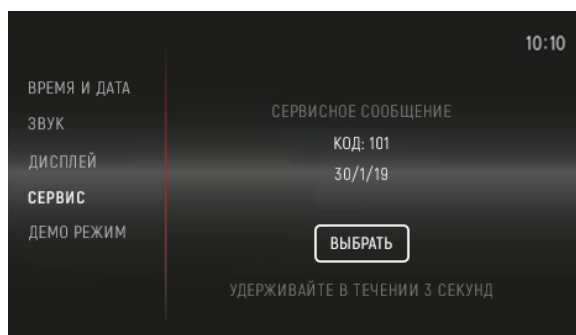 10:10
ВРЕМЯ И ДАТА
ЗВУК
ДИСПЛЕЙ
СЕРВИС
ДЕМО РЕЖИМ
СЕРВИСНОЕ СООБЩЕНИЕ
КОД: 101
30/1/19
ВЫБРАТЬ
УДЕРЖИВАЙТЕ В ТЕЧЕНИИ 3 СЕКУНД